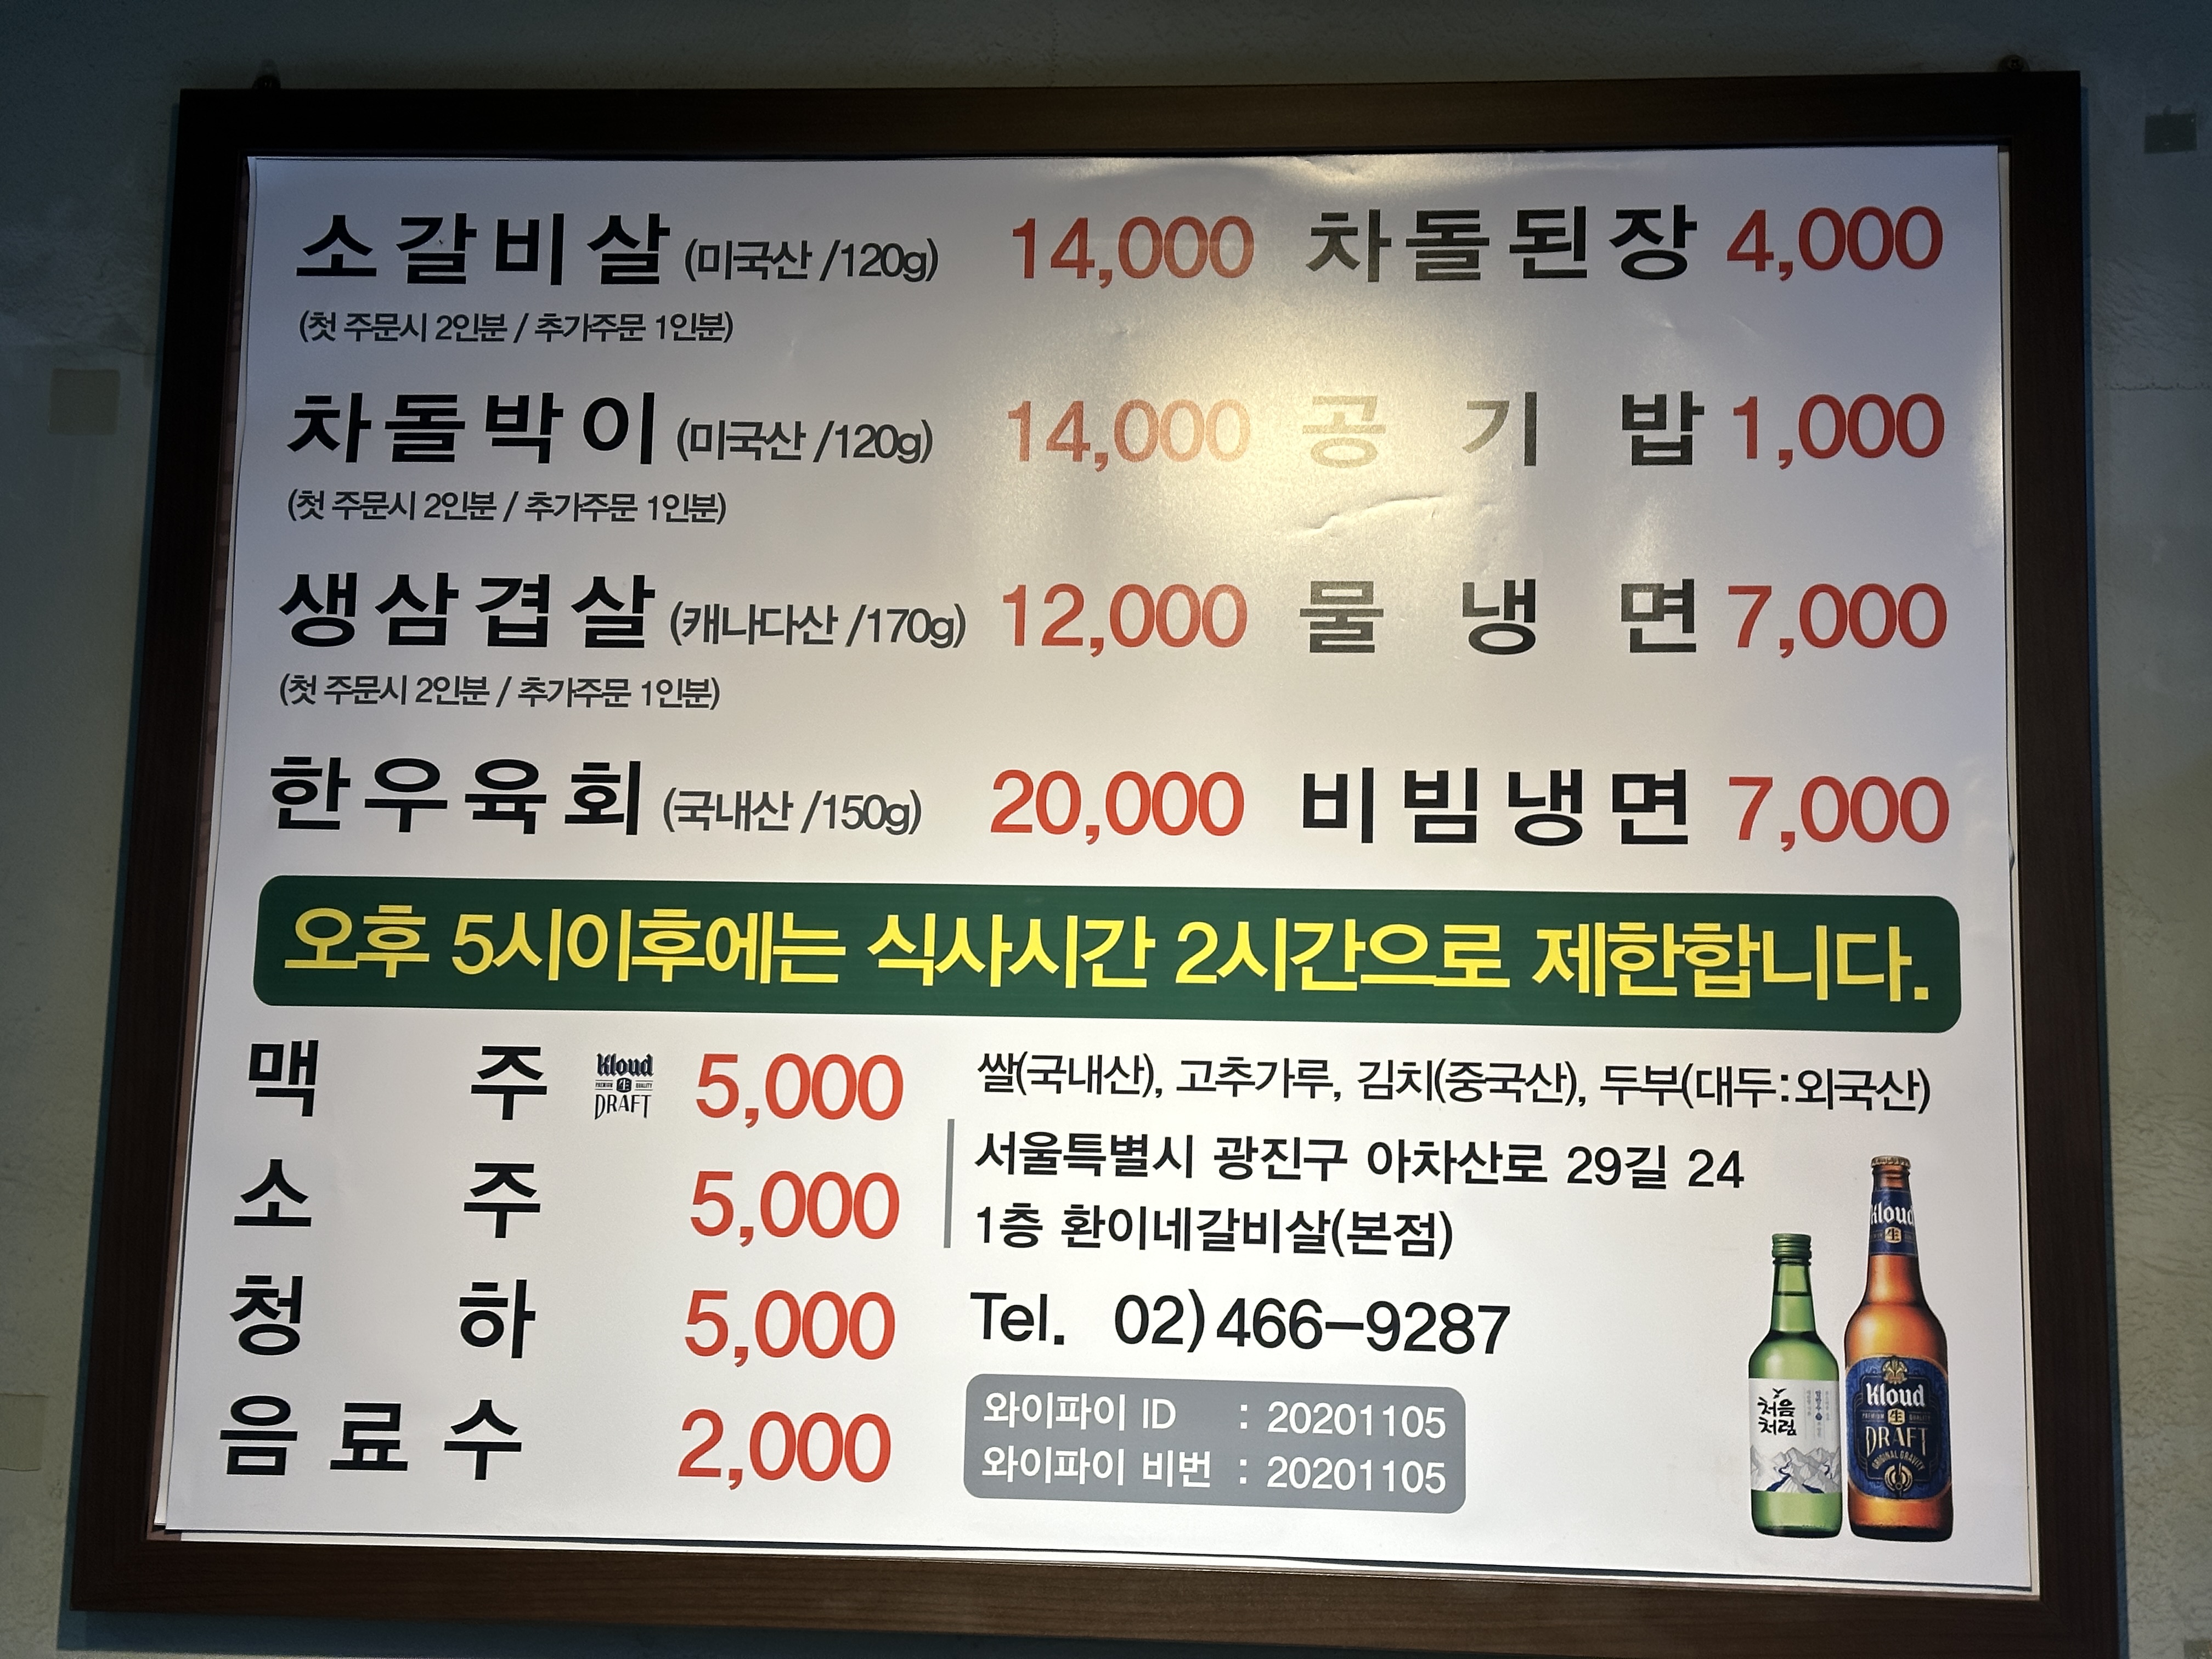 소갈비살 (미국산 /120g) 14,000 차돌된장 4,000
(첫 주문시 2인분 / 추가주문 1인분)
차돌박이 (미국산 /120g) 14,000 공기밥 1,000
(첫 주문시 2인분 / 추가주문 1인분)
생삼겹살 (캐나다산 /170g) 12,000 물냉면 7,000
(첫 주문시 2인분 / 추가주문 1인분)
한우육회 (국내산 /150g) 20,000 비빔냉면 7,000
오후 5시이후에는 식사시간 2시간으로 제한합니다.
맥주 Kloud DRAFT 5,000
소주 5,000
청하 5,000
음료수 2,000
쌀(국내산), 고추가루, 김치(중국산), 두부(대두:외국산)
서울특별시 광진구 아차산로 29길 24
1층 환이네갈비살(본점)
Tel. 02)466-9287
와이파이 ID : 20201105
와이파이 비번 : 20201105
처음
처럼
Kloud
生
Kloud
生
DRAFT
ORIGINAL GRAVITY